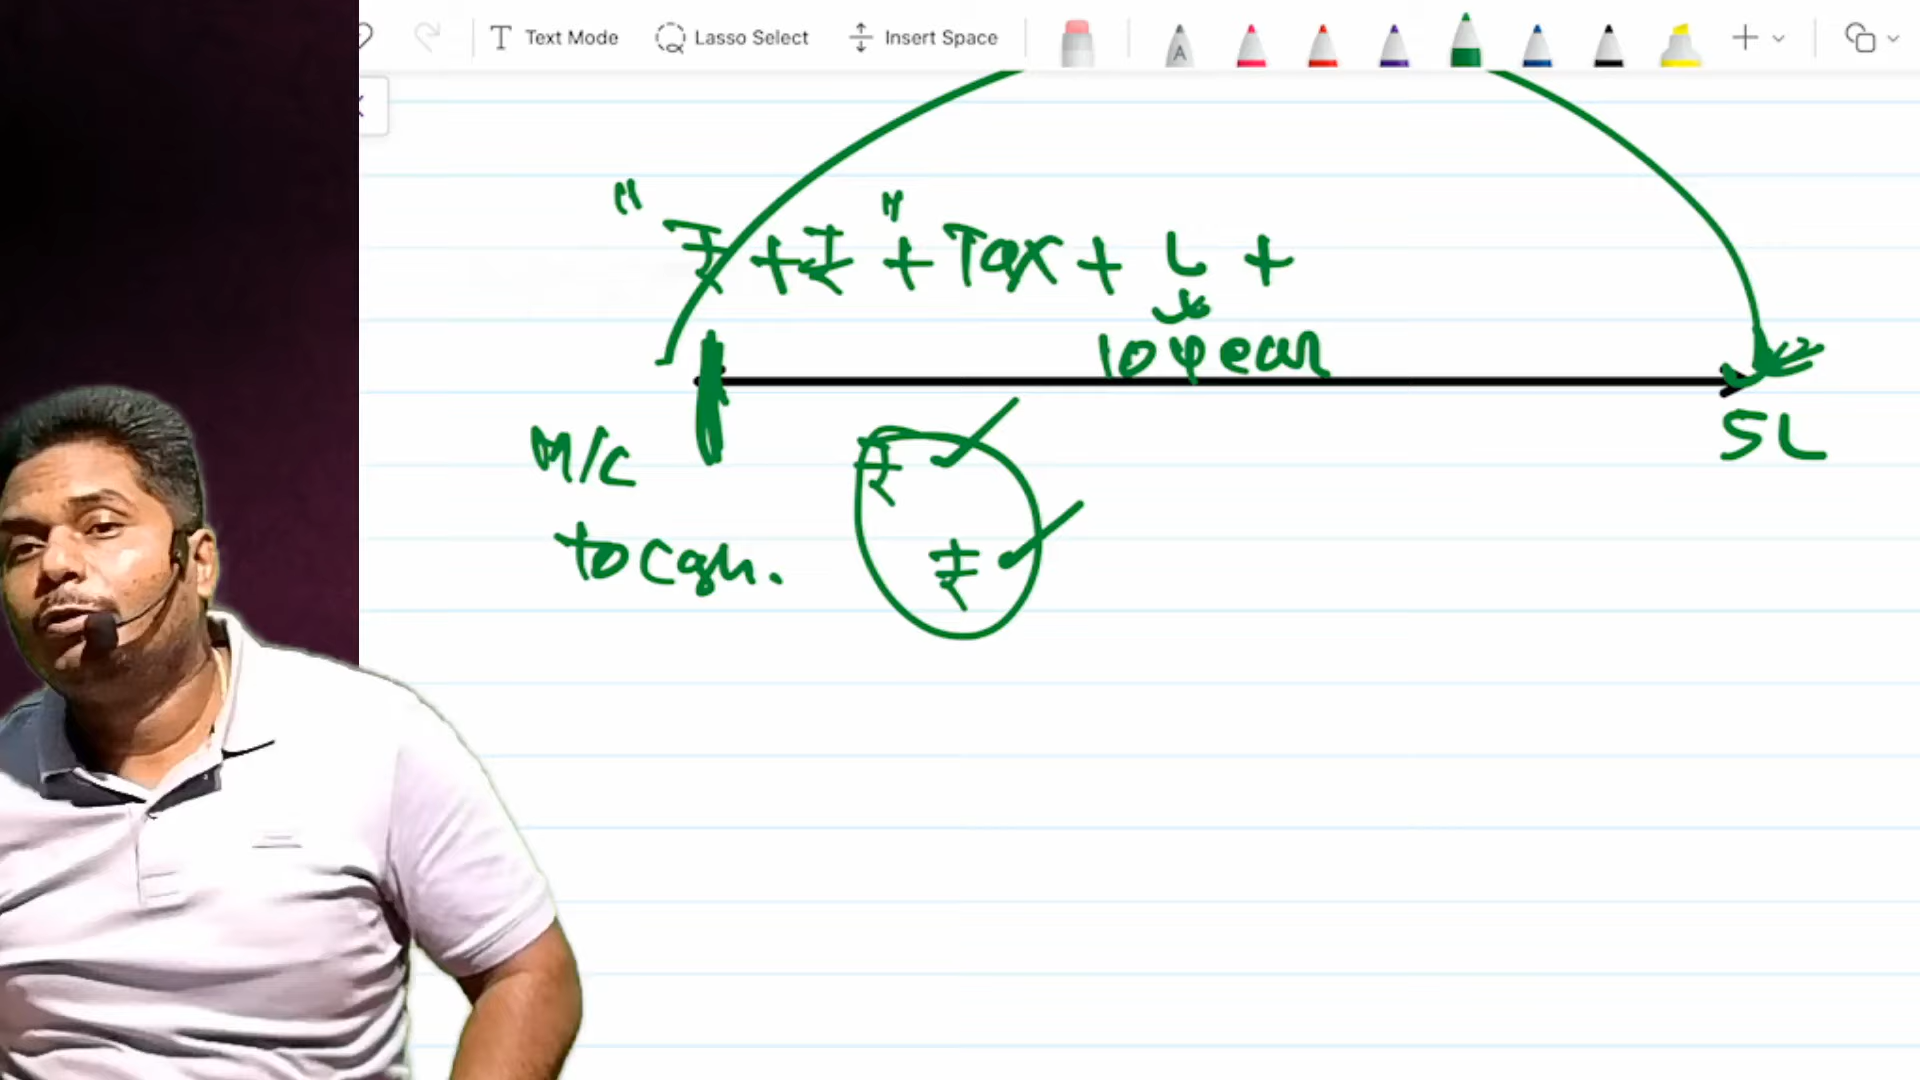 Text Mode Lasso Select Insert Space
A
" ₹ + ₹ " + Tax + L +
10 year
M/C
to cash.
₹
₹
SL